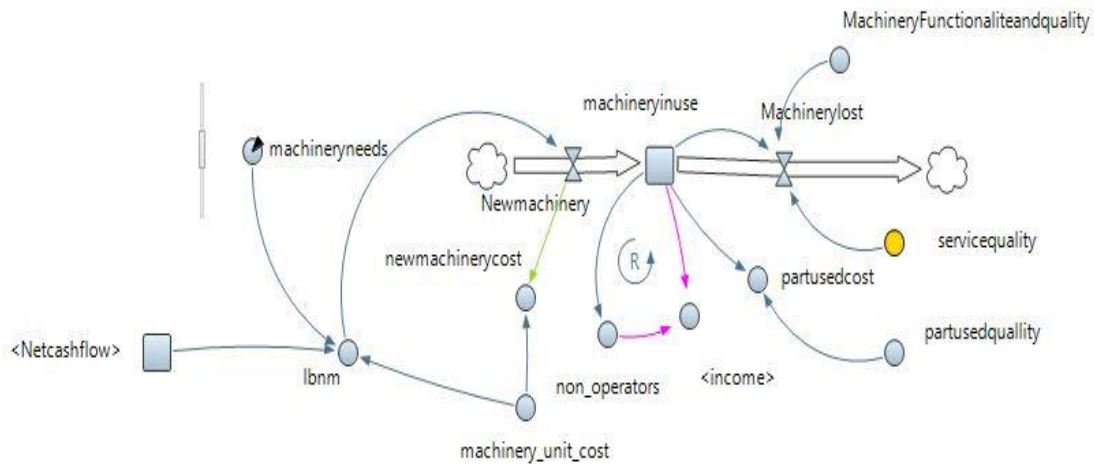 MachineryFunctionaliteandquality
machineryinuse
Machinerylost
machineryneeds
Newmachinery
servicequality
newmachinerycost
R
partusedcost
<Netcashflow>
partusedquallity
lbnm
non_operators
<income>
machinery_unit_cost